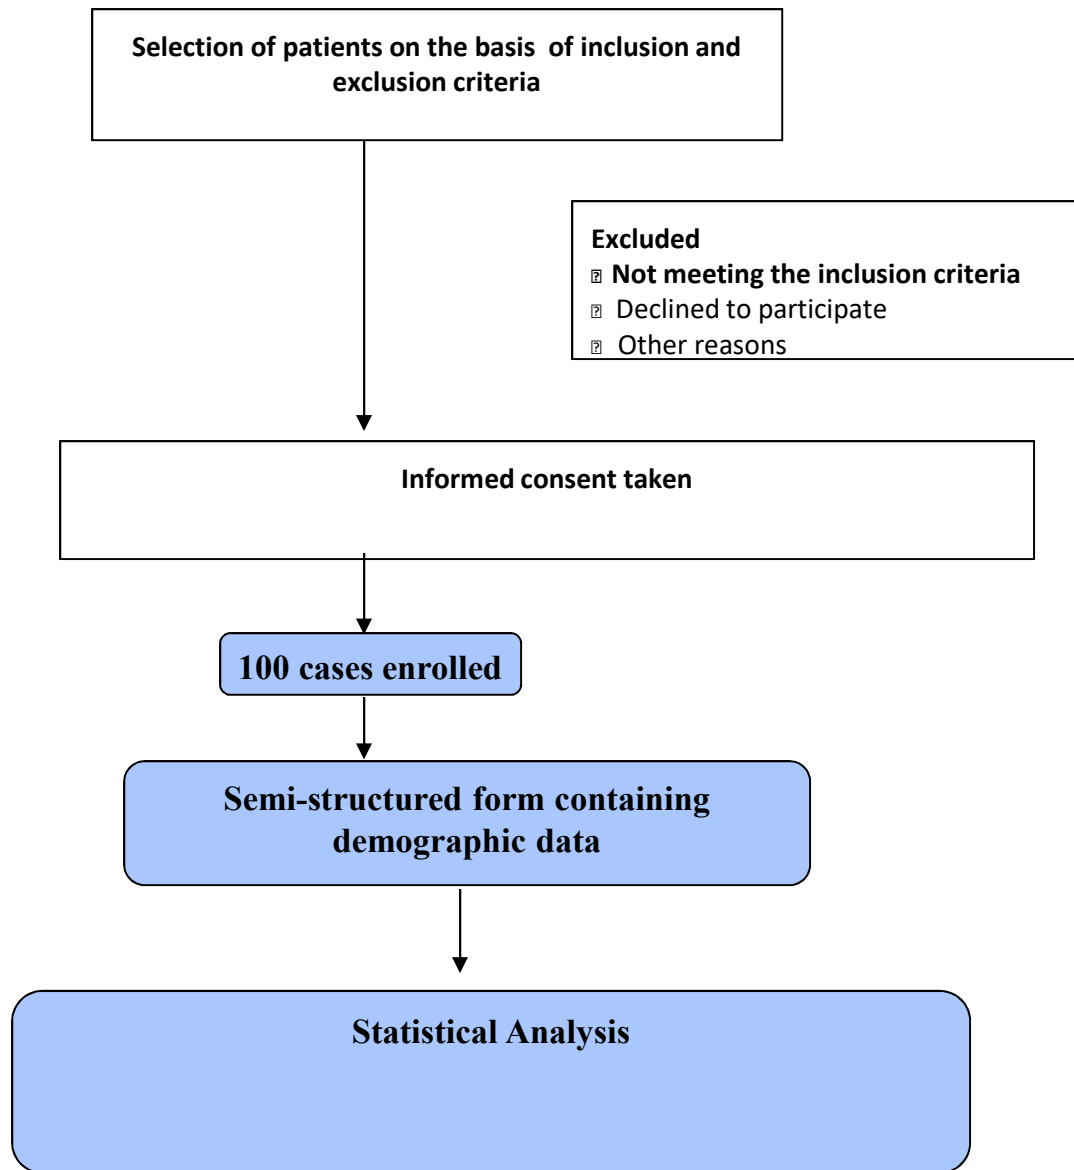 Selection of patients on the basis of inclusion and
exclusion criteria
Excluded
Not meeting the inclusion criteria
Declined to participate
Other reasons
Informed consent taken
100 cases enrolled
Semi-structured form containing
demographic data
Statistical Analysis